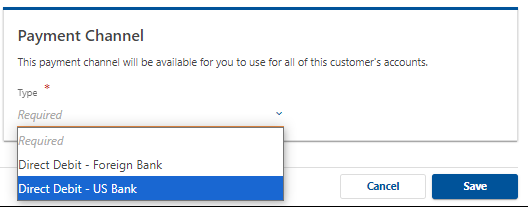 Payment Channel
This payment channel will be available for you to use for all of this customer's accounts.
Type *
Required
Required
Direct Debit - Foreign Bank
Direct Debit - US Bank
Cancel
Save